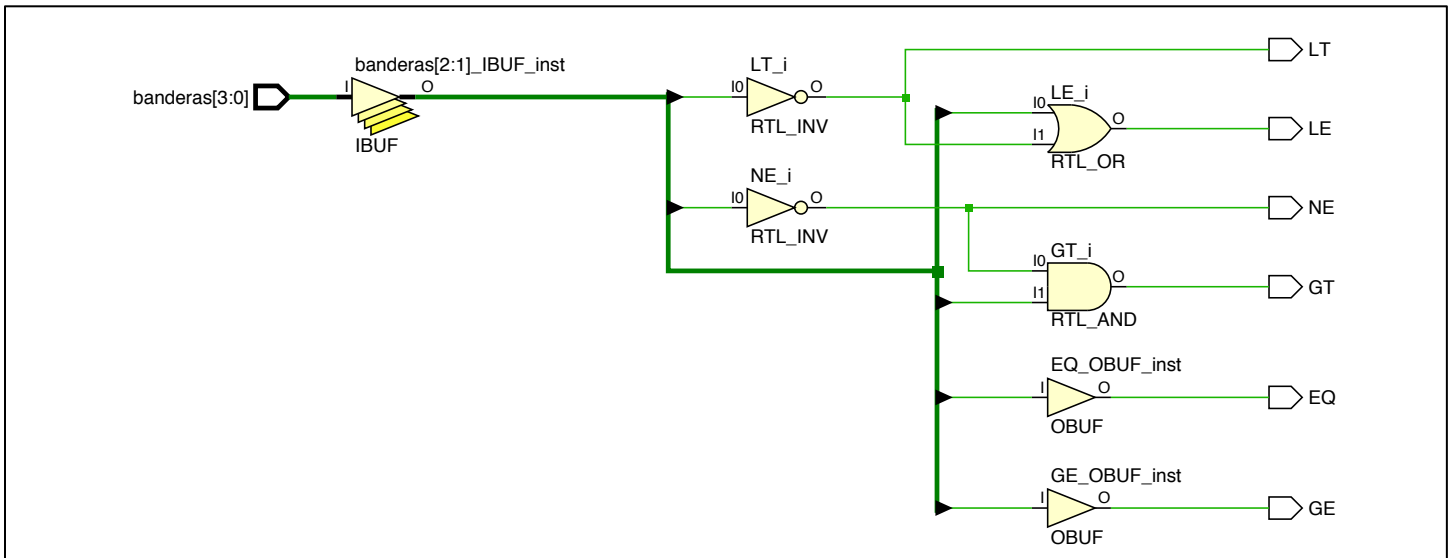 banderas[3:0]
banderas[2:1]_IBUF_inst
I
O
IBUF
LT_i
I0
O
RTL_INV
NE_i
I0
O
RTL_INV
LE_i
I0
I1
O
RTL_OR
GT_i
I0
I1
O
RTL_AND
EQ_OBUF_inst
I
O
OBUF
GE_OBUF_inst
I
O
OBUF
LT
LE
NE
GT
EQ
GE